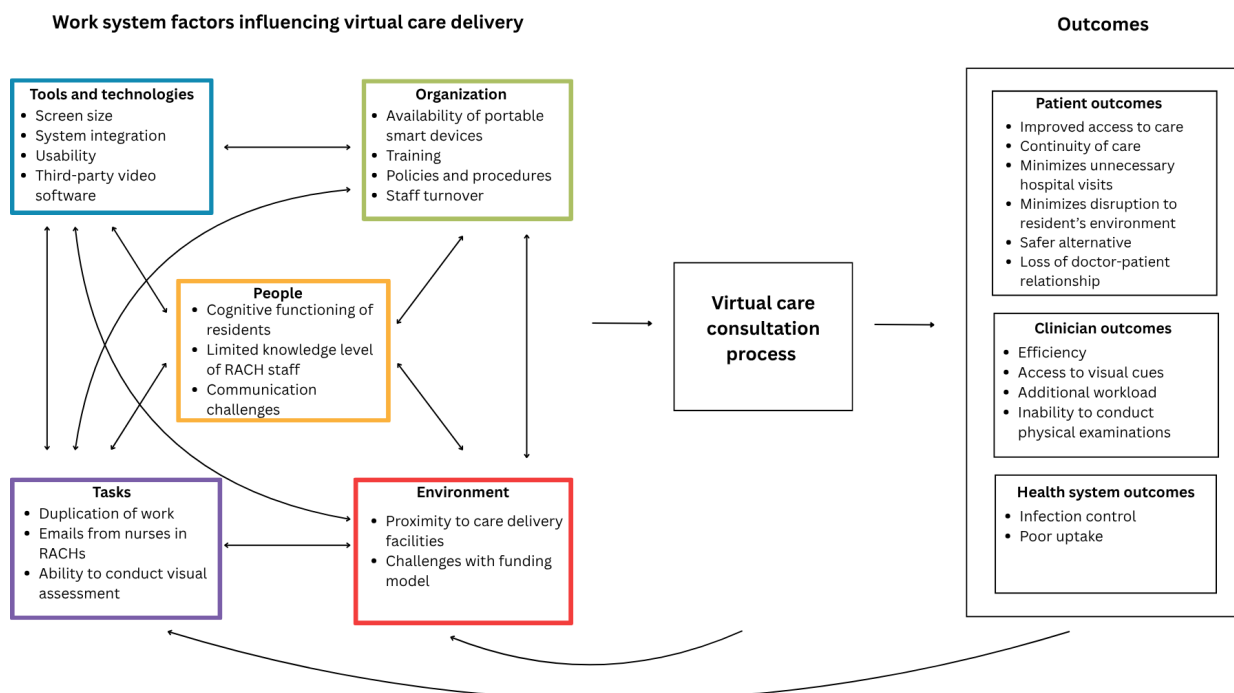 Work system factors influencing virtual care delivery
Outcomes
Tools and technologies
• Screen size
• System integration
• Usability
• Third-party video
software
Organization
• Availability of portable
smart devices
• Training
• Policies and procedures
• Staff turnover
People
• Cognitive functioning of
residents
• Limited knowledge level
of RACH staff
• Communication
challenges
Tasks
• Duplication of work
• Emails from nurses in
RACHs
• Ability to conduct visual
assessment
Environment
• Proximity to care delivery
facilities
• Challenges with funding
model
Virtual care
consultation
process
Patient outcomes
• Improved access to care
• Continuity of care
• Minimizes unnecessary
hospital visits
• Minimizes disruption to
resident’s environment
• Safer alternative
• Loss of doctor-patient
relationship
Clinician outcomes
• Efficiency
• Access to visual cues
• Additional workload
• Inability to conduct
physical examinations
Health system outcomes
• Infection control
• Poor uptake